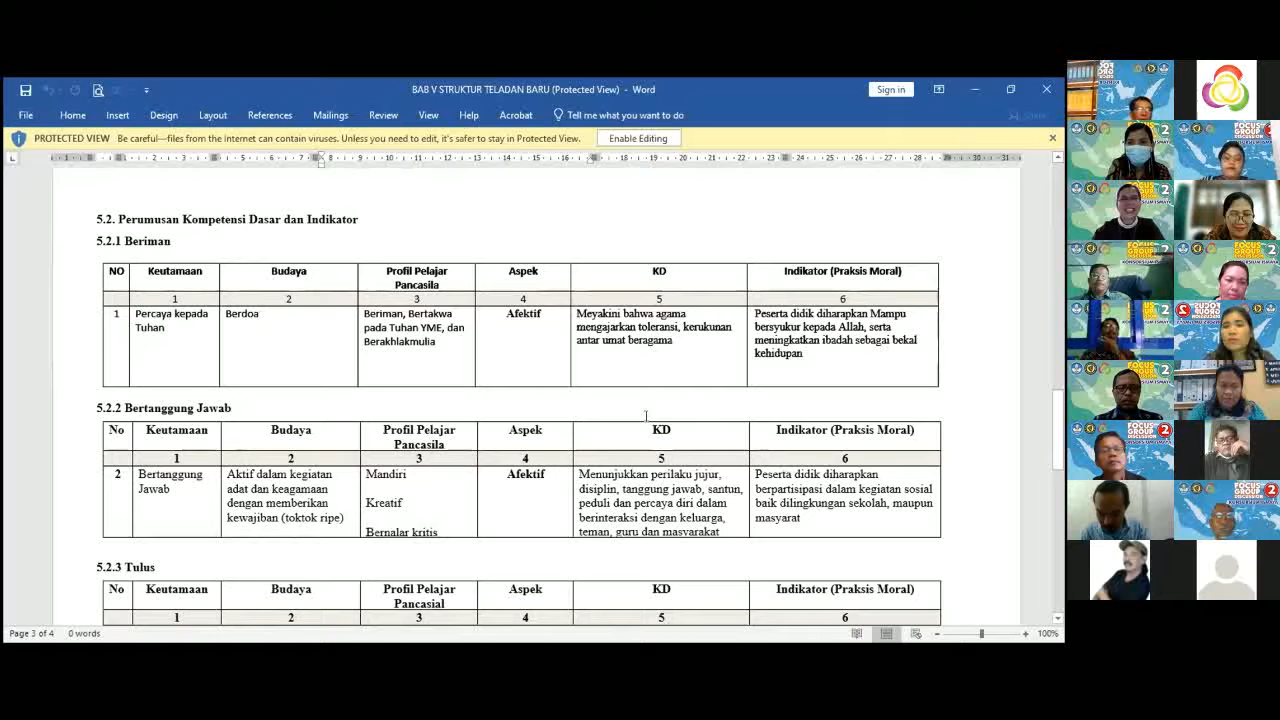 BAB V STRUKTUR TELADAN BARU (Protected View) - Word
Sign in
File Home Insert Design Layout References Mailings Review View Help Acrobat Tell me what you want to do
PROTECTED VIEW Be careful—files from the Internet can contain viruses. Unless you need to edit, it's safer to stay in Protected View. Enable Editing
5.2. Perumusan Kompetensi Dasar dan Indikator
5.2.1 Beriman
NO Keutamaan Budaya Profil Pelajar Aspek KD Indikator (Praksis Moral)
Pancasila
1 2 3 4 5 6
1 Percaya kepada Berdoa Beriman, Bertakwa Afektif Meyakini bahwa agama Peserta didik diharapkan Mampu
Tuhan pada Tuhan YME, dan mengajarkan toleransi, kerukunan bersyukur kepada Allah, serta
Berakhlakmulia antar umat beragama meningkatkan ibadah sebagai bekal
kehidupan
5.2.2 Bertanggung Jawab
No Keutamaan Budaya Profil Pelajar Aspek KD Indikator (Praksis Moral)
Pancasila
1 2 3 4 5 6
2 Bertanggung Aktif dalam kegiatan Mandiri Afektif Menunjukkan perilaku jujur, Peserta didik diharapkan
Jawab adat dan keagamaan disiplin, tanggung jawab, santun, berpartisipasi dalam kegiatan sosial
dengan memberikan Kreatif peduli dan percaya diri dalam baik dilingkungan sekolah, maupun
kewajiban (toktok ripe) berinteraksi dengan keluarga, masyarat
Bernalar kritis teman, guru dan masyarakat
5.2.3 Tulus
No Keutamaan Budaya Profil Pelajar Aspek KD Indikator (Praksis Moral)
Pancasial
1 2 3 4 5 6
Page 3 of 4 0 words 100%
FOCUS
GROUP
DISCUSSION
2